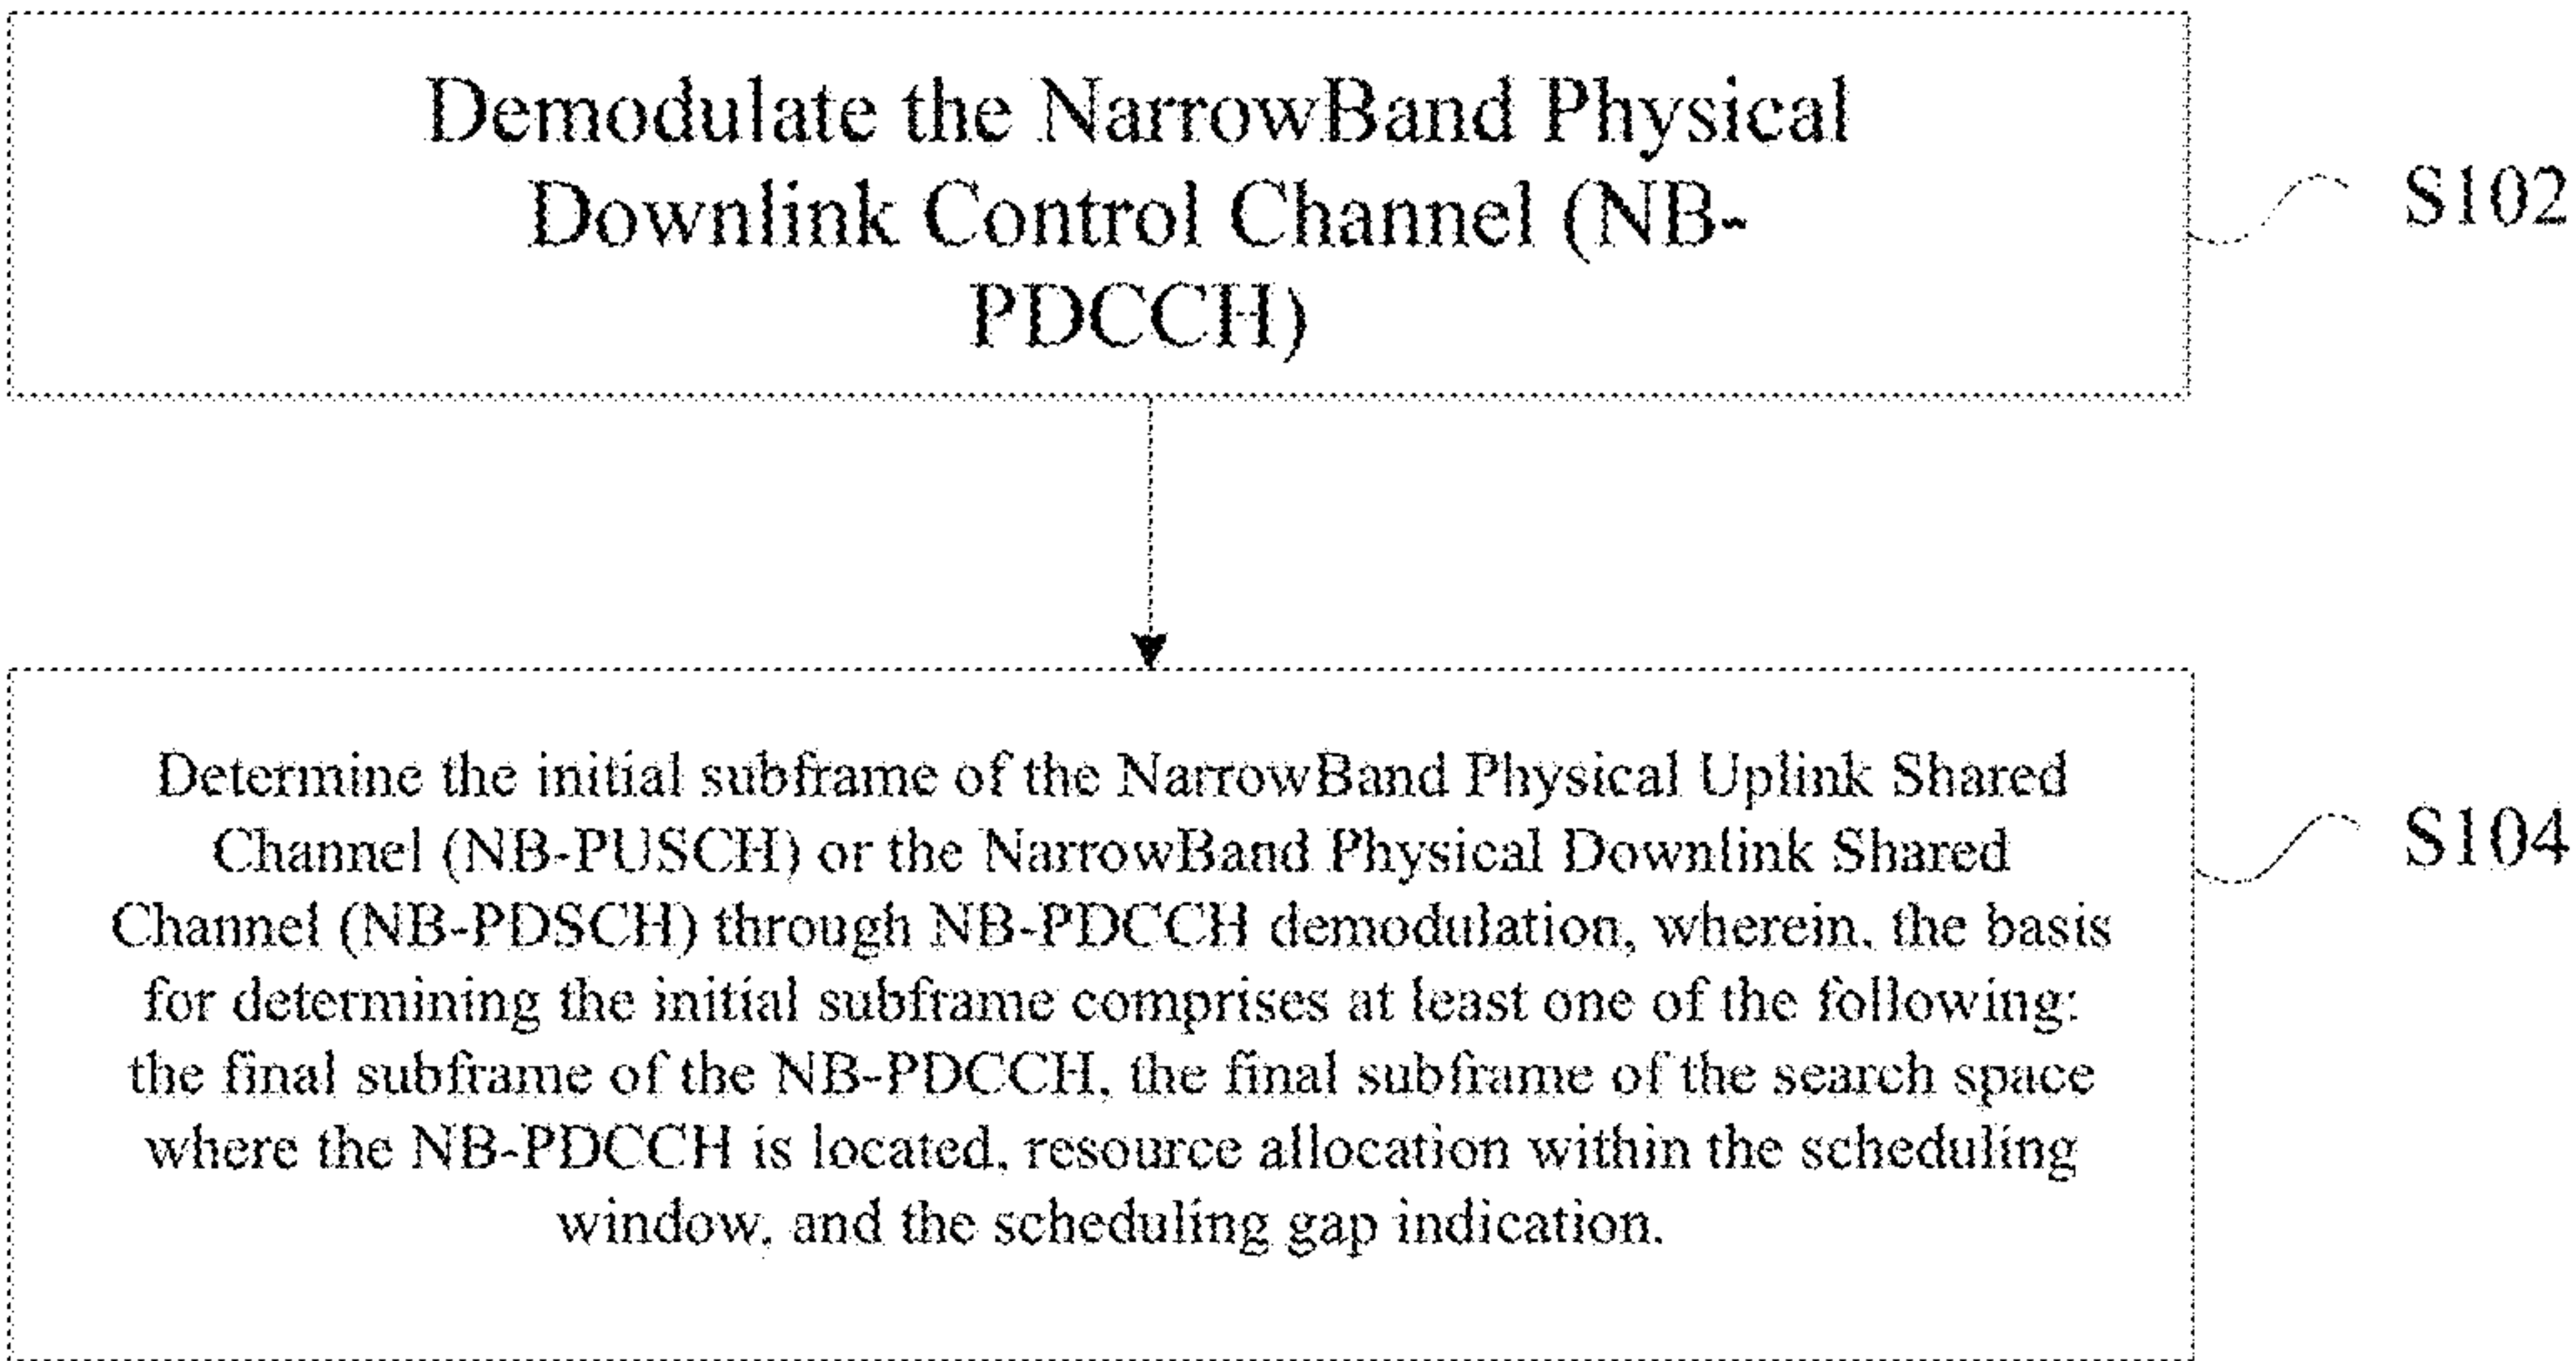 Demodulate the NarrowBand Physical
Downlink Control Channel (NB-
PDCCH)
S102
Determine the initial subframe of the NarrowBand Physical Uplink Shared
Channel (NB-PUSCH) or the NarrowBand Physical Downlink Shared
Channel (NB-PDSCH) through NB-PDCCH demodulation, wherein, the basis
for determining the initial subframe comprises at least one of the following:
the final subframe of the NB-PDCCH, the final subframe of the search space
where the NB-PDCCH is located, resource allocation within the scheduling
window, and the scheduling gap indication.
S104